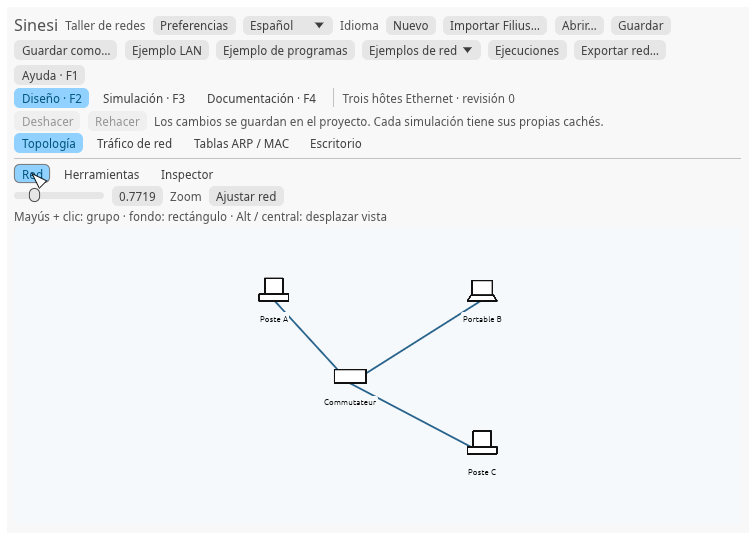 Sinesi Taller de redes Preferencias Español Idioma Nuevo Importar Filius... Abrir... Guardar
Guardar como... Ejemplo LAN Ejemplo de programas Ejemplos de red Ejecuciones Exportar red...
Ayuda · F1
Diseño · F2 Simulación · F3 Documentación · F4 Trois hôtes Ethernet · revisión 0
Deshacer Rehacer Los cambios se guardan en el proyecto. Cada simulación tiene sus propias cachés.
Topología Tráfico de red Tablas ARP / MAC Escritorio
Red Herramientas Inspector
0.7719 Zoom Ajustar red
Mayús + clic: grupo · fondo: rectángulo · Alt / central: desplazar vista
Poste A
Portable B
Commutateur
Poste C